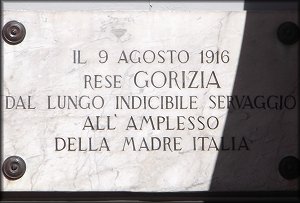 IL 9 AGOSTO 1916
RESE GORIZIA
DAL LUNGO INDICIBILE SERVAGGIO
ALL' AMPLESSO
DELLA MADRE ITALIA